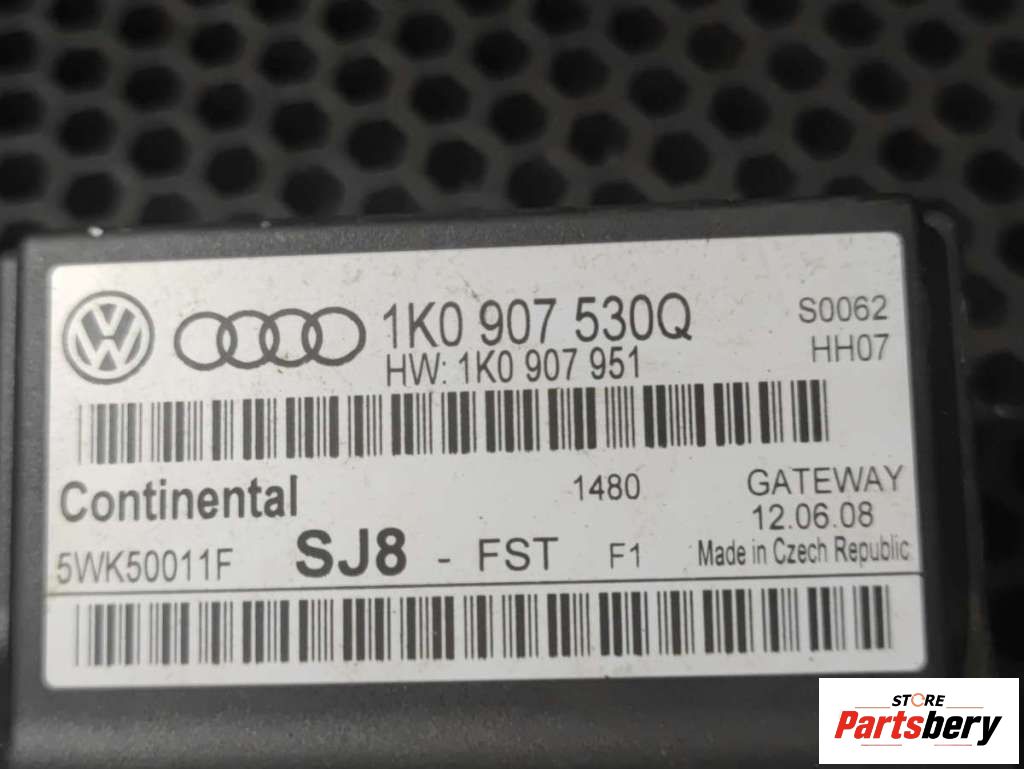 1K0 907 530Q S0062
HW: 1K0 907 951 HH07
Continental 1480 GATEWAY
12.06.08
5WK50011F SJ8 - FST F1 Made in Czech Republic
STORE
Partsbery